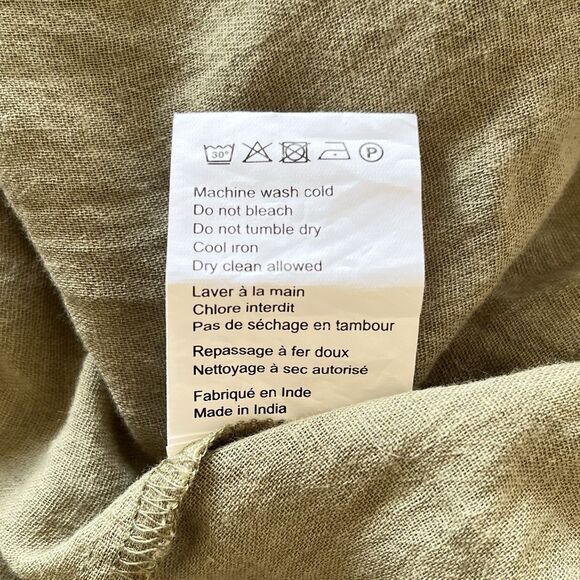 30°
P
Machine wash cold
Do not bleach
Do not tumble dry
Cool iron
Dry clean allowed
Laver à la main
Chlore interdit
Pas de séchage en tambour
Repassage à fer doux
Nettoyage à sec autorisé
Fabriqué en Inde
Made in India